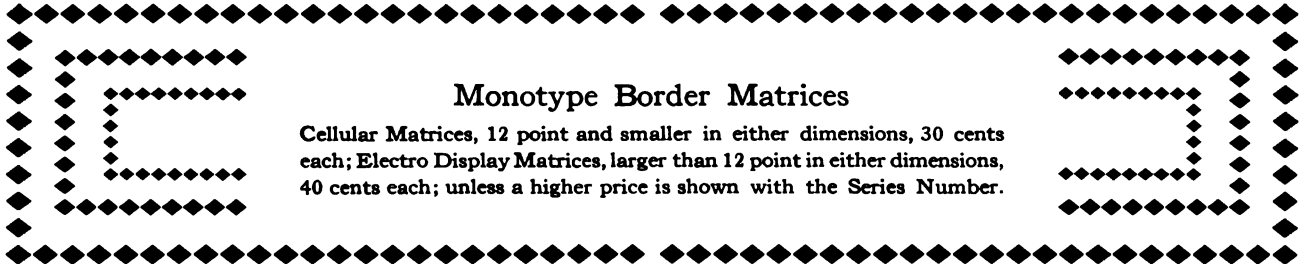 Monotype Border Matrices
Cellular Matrices, 12 point and smaller in either dimensions, 30 cents
each; Electro Display Matrices, larger than 12 point in either dimensions,
40 cents each; unless a higher price is shown with the Series Number.